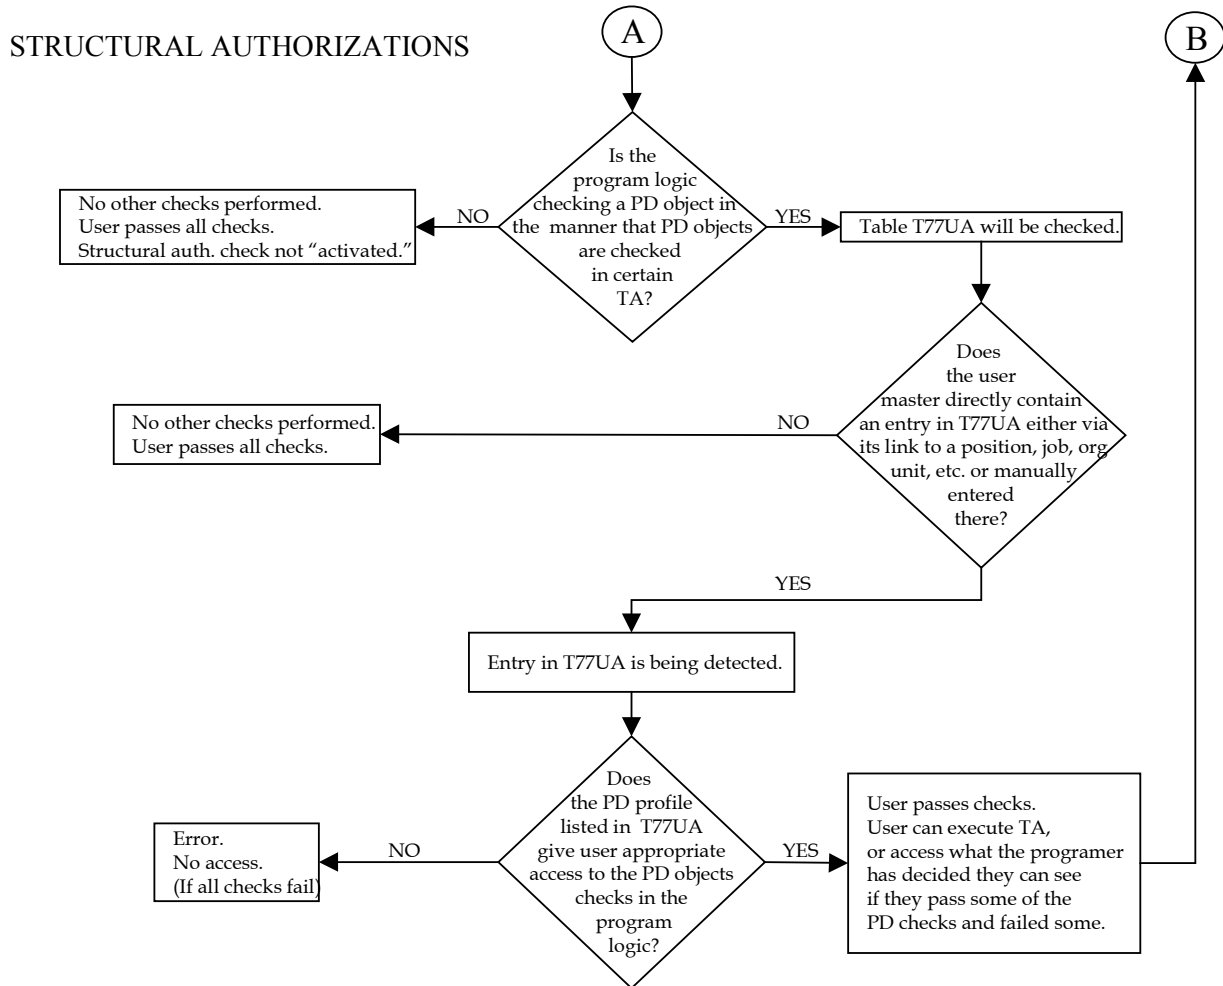 A
B
STRUCTURAL AUTHORIZATIONS
Is the
program logic
checking a PD object in
the manner that PD objects
are checked
in certain
TA?
NO
YES
No other checks performed.
User passes all checks.
Structural auth. check not “activated.”
Table T77UA will be checked.
Does
the user
master directly contain
an entry in T77UA either via
its link to a position, job, org
unit, etc. or manually
entered
there?
NO
No other checks performed.
User passes all checks.
YES
Entry in T77UA is being detected.
Does
the PD profile
listed in T77UA
give user appropriate
access to the PD objects
checks in the
program
logic?
NO
YES
Error.
No access.
(If all checks fail)
User passes checks.
User can execute TA,
or access what the programer
has decided they can see
if they pass some of the
PD checks and failed some.